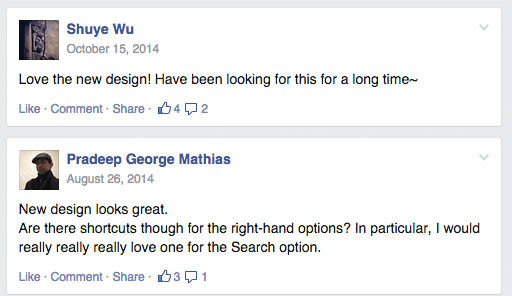 Shuye Wu
October 15, 2014
Love the new design! Have been looking for this for a long time~
Like · Comment · Share · 4 2
Pradeep George Mathias
August 26, 2014
New design looks great.
Are there shortcuts though for the right-hand options? In particular, I would
really really really love one for the Search option.
Like · Comment · Share · 3 1